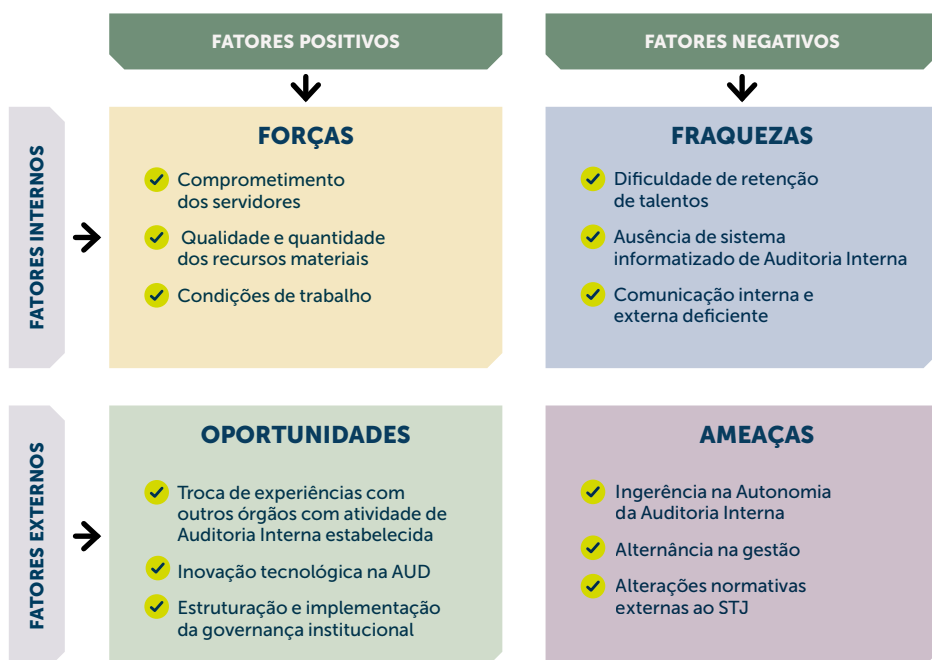 FATORES POSITIVOS
FATORES NEGATIVOS
FATORES INTERNOS
FORÇAS
Comprometimento
dos servidores
Qualidade e quantidade
dos recursos materiais
Condições de trabalho
FRAQUEZAS
Dificuldade de retenção
de talentos
Ausência de sistema
informatizado de Auditoria Interna
Comunicação interna e
externa deficiente
FATORES EXTERNOS
OPORTUNIDADES
Troca de experiências com
outros órgãos com atividade de
Auditoria Interna estabelecida
Inovação tecnológica na AUD
Estruturação e implementação
da governança institucional
AMEAÇAS
Ingerência na Autonomia
da Auditoria Interna
Alternância na gestão
Alterações normativas
externas ao STJ